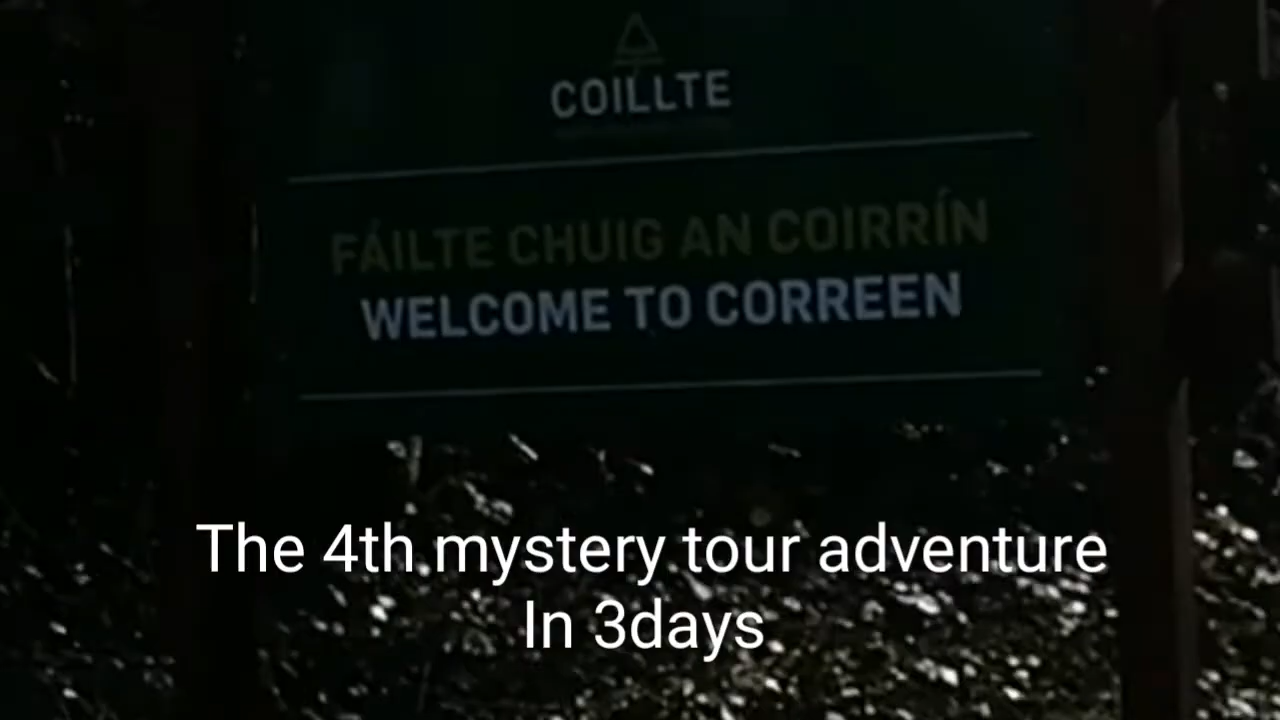 COILLTE
FÁILTE CHUIG AN COIRRÍN
WELCOME TO CORREEN
The 4th mystery tour adventure
In 3days